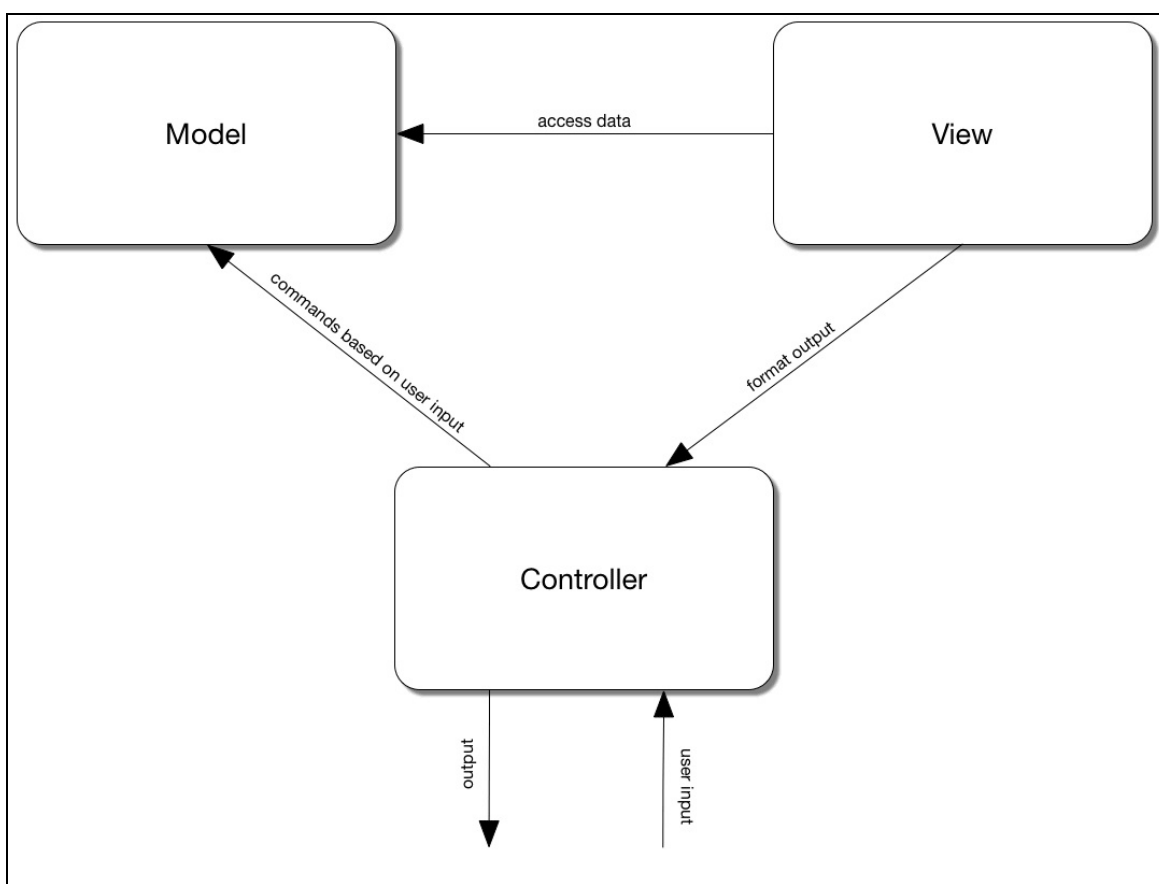 Model
access data
View
commands based on user input
format output
Controller
output
user input